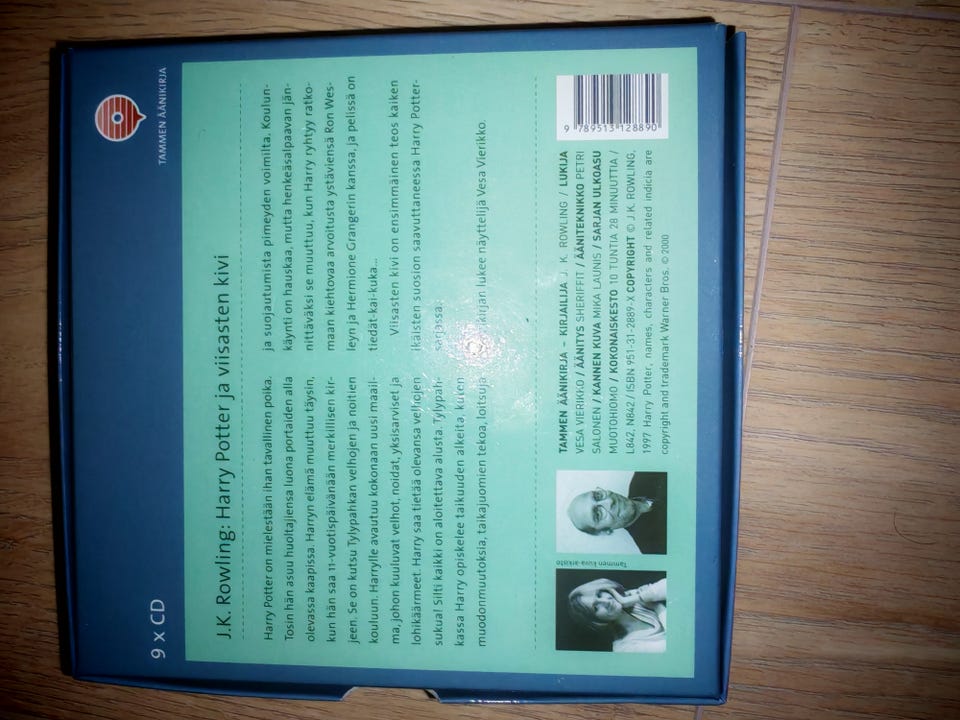 9 x CD
TAMMEN ÄÄNIKIRJA
J.K. Rowling: Harry Potter ja viisasten kivi
Harry Potter on mielestään ihan tavallinen poika.
Tosin hän asuu huoltajiensa luona portaiden alla
olevassa kaapissa. Harryn elämä muuttuu täysin,
kun hän saa 11-vuotispäivänään merkillisen kir-
jeen. Se on kutsu Tylypahkan velhojen ja noitien
kouluun. Harrylle avautuu kokonaan uusi maail-
ma, johon kuuluvat velhot, noidat, yksisarviset ja
lohikäärmeet. Harry saa tietää olevansa velhojen
sukua! Silti kaikki on aloitettava alusta. Tylypah-
kassa Harry opiskelee taikuuden alkeita, kuten
muodonmuutoksia, taikajuomien tekoa, loitsuja
ja suojautumista pimeyden voimilta. Koulun-
käynti on hauskaa, mutta henkeäsalpaavan jän-
nittäväksi se muuttuu, kun Harry ryhtyy ratko-
maan kiehtovaa arvoitusta ystäviensä Ron Wes-
leyn ja Hermione Grangerin kanssa, ja pelissä on
tiedät-kai-kuka...
Viisasten kivi on ensimmäinen teos kaiken
ikäisten suosion saavuttaneessa Harry Potter-
sarjassa.
kirjan lukee näyttelijä Vesa Vierikko.
Tammen kuva-arkisto
TAMMEN ÄÄNIKIRJA – KIRJAILIJA J. K. ROWLING / LUKIJA
VESA VIERIKKO / ÄÄNITYS SHERIFFIT / ÄÄNITEKNIKKO PETRI
SALONEN / KANNEN KUVA MIKA LAUNIS / SARJAN ULKOASU
MUOTOHIOMO / KOKONAISKESTO 10 TUNTIA 28 MINUUTTIA /
L842, N842 / ISBN 951-31-2889-X COPYRIGHT © J. K. ROWLING,
1997 Harry Potter, names, characters and related indicia are
copyright and trademark Warner Bros. © 2000
9 789513 128890